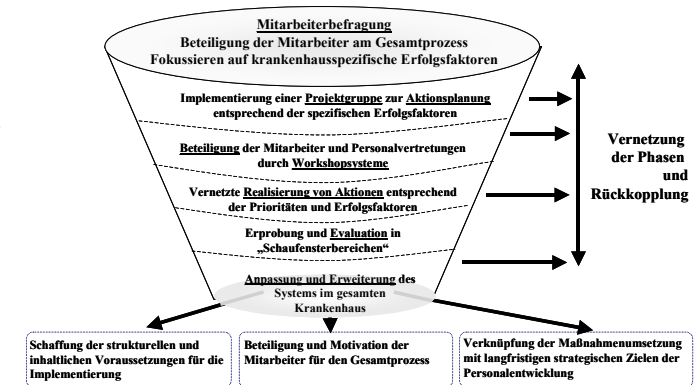 Mitarbeiterbefragung
Beteiligung der Mitarbeiter am Gesamtprozess
Fokussieren auf krankenhausspezifische Erfolgsfaktoren
Implementierung einer Projektgruppe zur Aktionsplanung
entsprechend der spezifischen Erfolgsfaktoren
Beteiligung der Mitarbeiter und Personalvertretungen
durch Workshopsysteme
Vernetzte Realisierung von Aktionen entsprechend
der Prioritäten und Erfolgsfaktoren
Erprobung und Evaluation in
„Schaufensterbereichen“
Anpassung und Erweiterung des
Systems im gesamten
Krankenhaus
Vernetzung
der Phasen
und
Rückkopplung
Schaffung der strukturellen und
inhaltlichen Voraussetzungen für die
Implementierung
Beteiligung und Motivation der
Mitarbeiter für den Gesamtprozess
Verknüpfung der Maßnahmenumsetzung
mit langfristigen strategischen Zielen der
Personalentwicklung